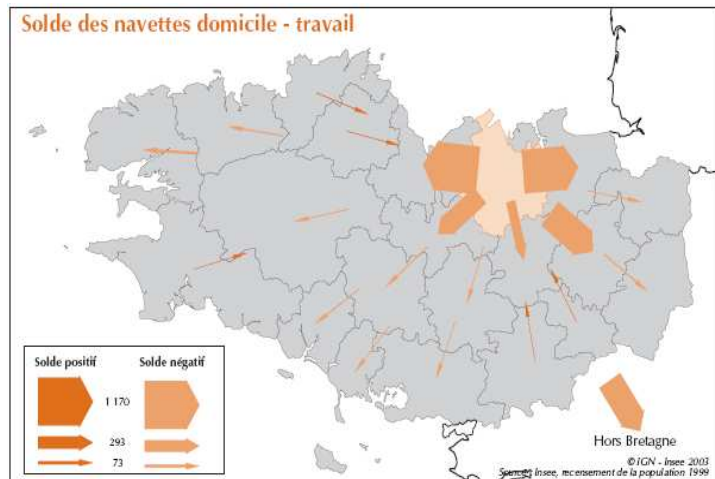 Solde des navettes domicile - travail
Solde positif
Solde négatif
1 170
293
73
Hors Bretagne
©IGN - Insee 2003
Source: Insee, recensement de la population 1999